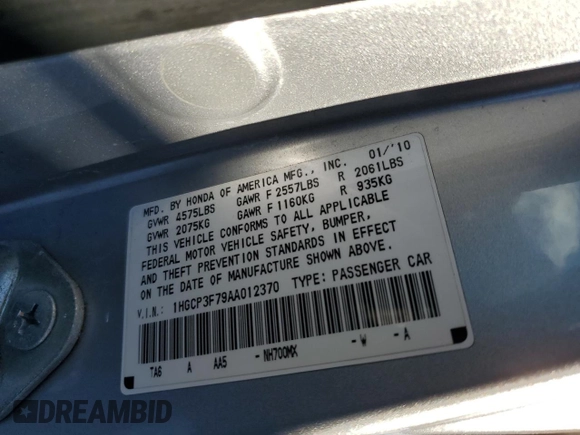 MFD. BY HONDA OF AMERICA MFG., INC. 01/'10
GVWR 4575LBS GAWR F 2557LBS R 2061LBS
GVWR 2075KG GAWR F 1160KG R 935KG
THIS VEHICLE CONFORMS TO ALL APPLICABLE
FEDERAL MOTOR VEHICLE SAFETY, BUMPER,
AND THEFT PREVENTION STANDARDS IN EFFECT
ON THE DATE OF MANUFACTURE SHOWN ABOVE.
V.I.N.: 1HGCP3F79AA012370 TYPE: PASSENGER CAR
TA6 A AA5 - NH700MX - W - A
DREAMBID